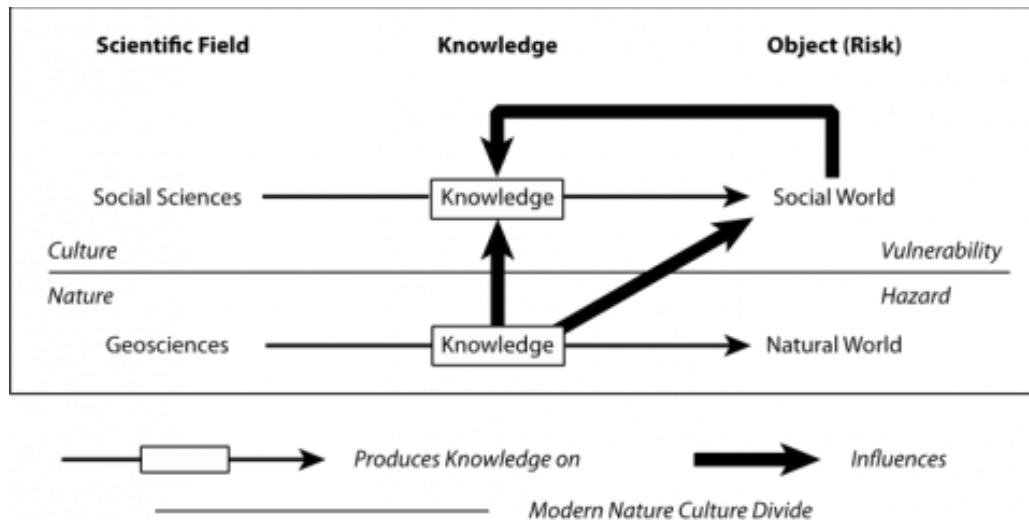 Scientific Field Knowledge Object (Risk)
Social Sciences Knowledge Social World
Culture Vulnerability
Nature Hazard
Geosciences Knowledge Natural World
Produces Knowledge on Influences
Modern Nature Culture Divide